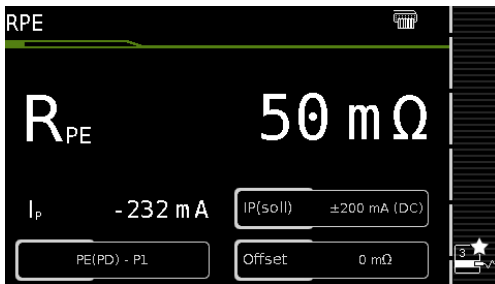 RPE
RPE 50 mΩ
IP -232 mA
IP(soll) ±200 mA (DC)
PE(PD) - P1
Offset 0 mΩ
3